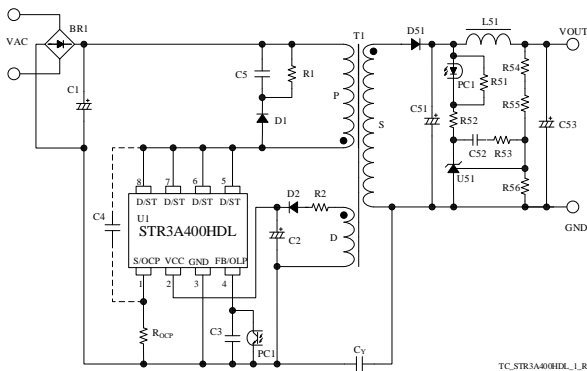 BR1
VAC
C1
C5
R1
D1
T1
P
S
D51
L51
VOUT
PC1
R51
R54
R55
C51
R52
C53
C52
R53
U51
R56
GND
8
7
6
5
D/ST
D/ST
D/ST
D/ST
U1
STR3A400HDL
S/OCP
VCC
GND
FB/OLP
1
2
3
4
C4
D2
R2
C2
D
ROCP
C3
PC1
CY
TC_STR3A400HDL_1_R